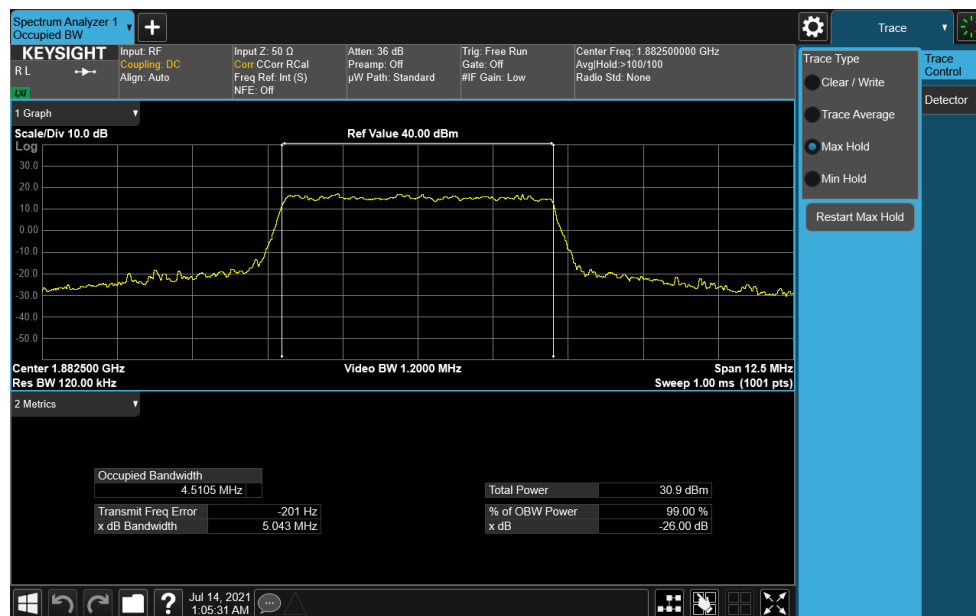 Spectrum Analyzer 1
Occupied BW
Trace
KEYSIGHT
R L
LXI
Input: RF
Coupling: DC
Align: Auto
Input Z: 50 Ω
Corr CCorr RCal
Freq Ref: Int (S)
NFE: Off
Atten: 36 dB
Preamp: Off
µW Path: Standard
Trig: Free Run
Gate: Off
#IF Gain: Low
Center Freq: 1.882500000 GHz
Avg|Hold:>100/100
Radio Std: None
Trace Type
Clear / Write
Trace Average
Max Hold
Min Hold
Restart Max Hold
Trace
Control
Detector
1 Graph
Scale/Div 10.0 dB
Ref Value 40.00 dBm
Log
30.0
20.0
10.0
0.00
-10.0
-20.0
-30.0
-40.0
-50.0
Center 1.882500 GHz
Video BW 1.2000 MHz
Span 12.5 MHz
Res BW 120.00 kHz
Sweep 1.00 ms (1001 pts)
2 Metrics
Occupied Bandwidth
4.5105 MHz
Total Power 30.9 dBm
Transmit Freq Error -201 Hz
% of OBW Power 99.00 %
x dB Bandwidth 5.043 MHz
x dB -26.00 dB
?
Jul 14, 2021
1:05:31 AM